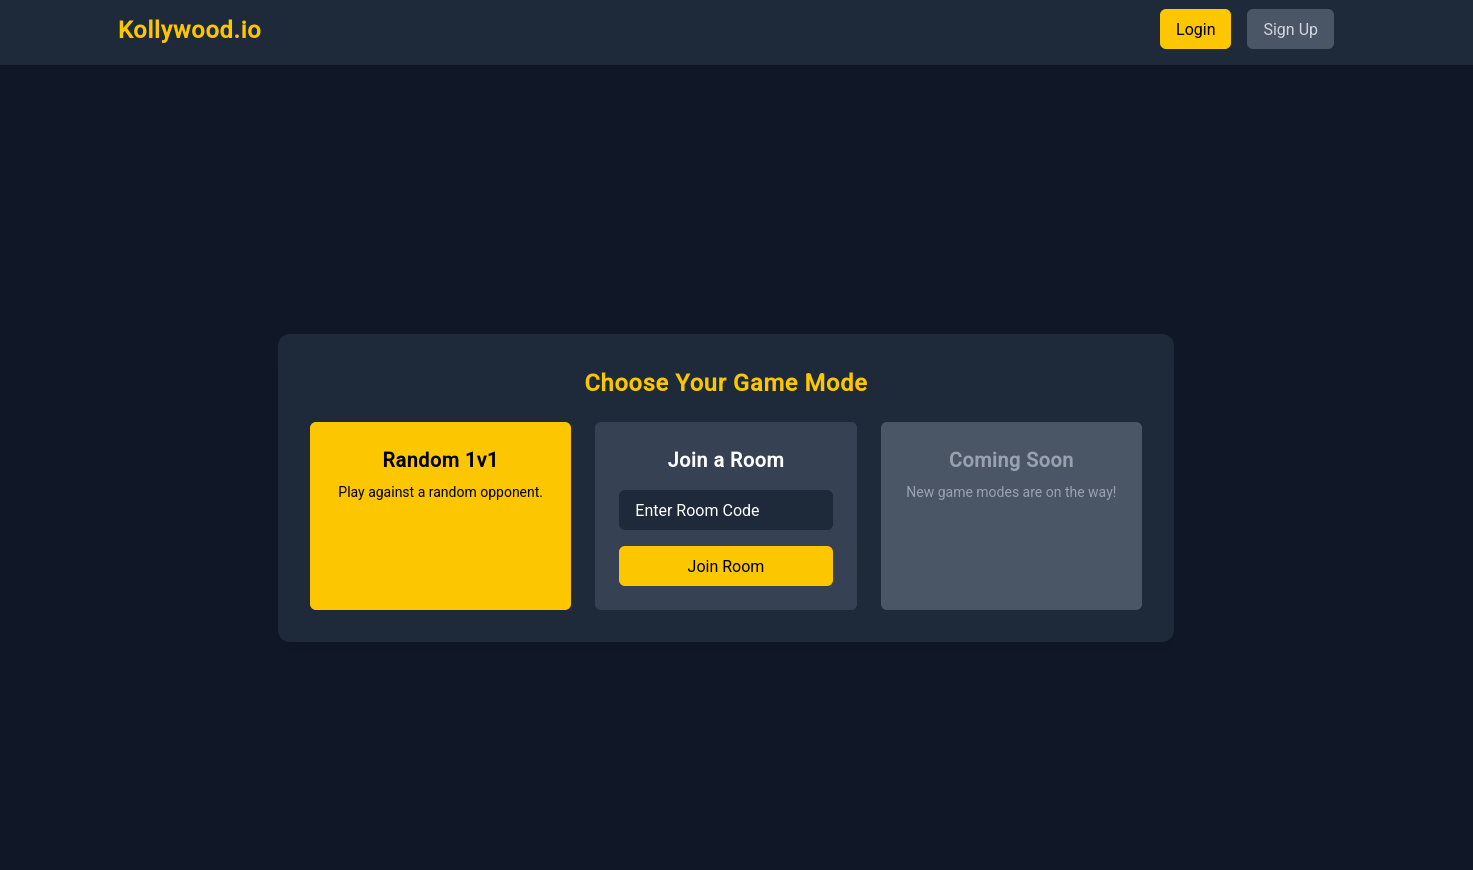 Kollywood.io
Login
Sign Up
Choose Your Game Mode
Random 1v1
Play against a random opponent.
Join a Room
Enter Room Code
Join Room
Coming Soon
New game modes are on the way!